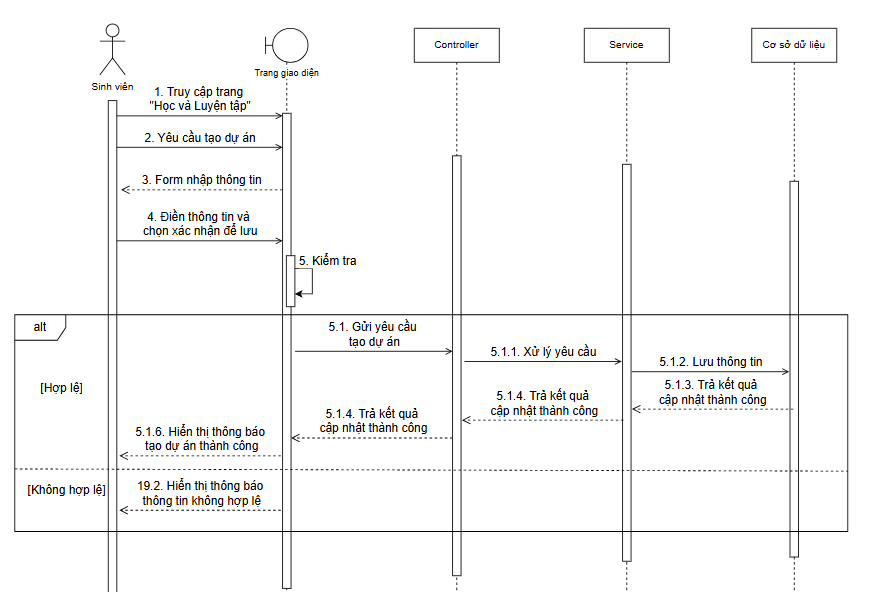 Sinh viên
Trang giao diện
Controller
Service
Cơ sở dữ liệu
1. Truy cập trang
"Học và Luyện tập"
2. Yêu cầu tạo dự án
3. Form nhập thông tin
4. Điền thông tin và
chọn xác nhận để lưu
5. Kiểm tra
alt
[Hợp lệ]
5.1. Gửi yêu cầu
tạo dự án
5.1.1. Xử lý yêu cầu
5.1.2. Lưu thông tin
5.1.3. Trả kết quả
cập nhật thành công
5.1.4. Trả kết quả
cập nhật thành công
5.1.4. Trả kết quả
cập nhật thành công
5.1.6. Hiển thị thông báo
tạo dự án thành công
[Không hợp lệ]
19.2. Hiển thị thông báo
thông tin không hợp lệ